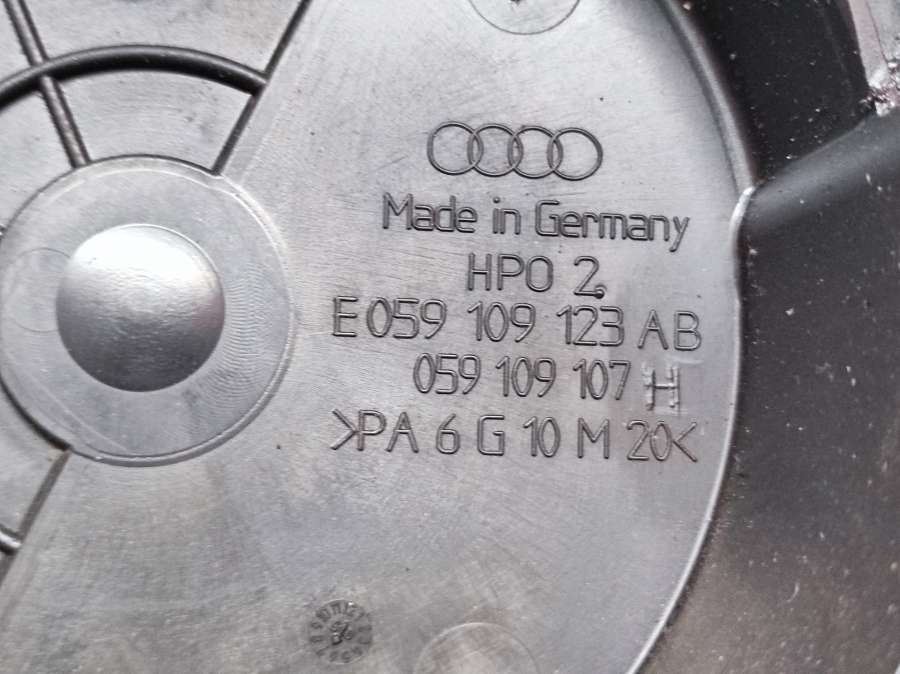 Made in Germany
HPO 2
E 059 109 123 AB
059 109 107 H
>PA 6 G 10 M 20<